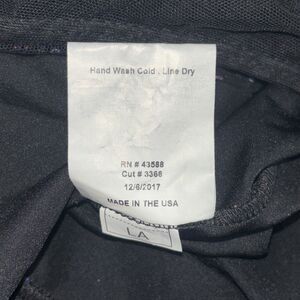 Hand Wash Cold . Line Dry
RN # 43588
Cut # 3366
12/6/2017
MADE IN THE USA
LA